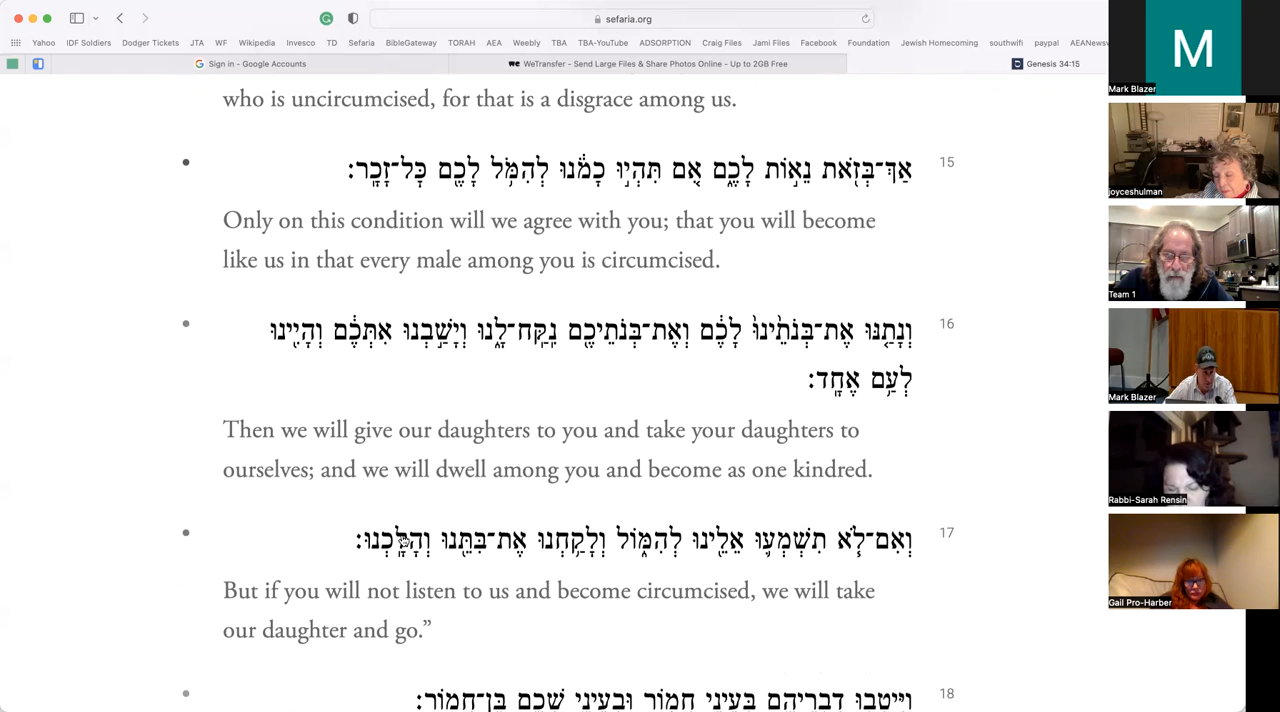 sefaria.org
Yahoo IDF Soldiers Dodger Tickets JTA WF Wikipedia Invesco TD Sefaria BibleGateway TORAH AEA Weebly TBA TBA-YouTube ADSORPTION Craig Files Jami Files Facebook Foundation Jewish Homecoming southwifi paypal AEANewsw
Sign in - Google Accounts
WeTransfer - Send Large Files & Share Photos Online - Up to 2GB Free
Genesis 34:15
who is uncircumcised, for that is a disgrace among us.
15
אַךְ־בְּזֹ֖את נֵא֣וֹת לָכֶ֑ם אִ֚ם תִּהְי֣וּ כָמֹ֔נוּ לְהִמֹּ֥ל לָכֶ֖ם כׇּל־זָכָֽר׃
Only on this condition will we agree with you; that you will become
like us in that every male among you is circumcised.
16
וְנָתַ֤נּוּ אֶת־בְּנֹתֵ֙ינוּ֙ לָכֶ֔ם וְאֶת־בְּנֹתֵיכֶ֖ם נִֽקַּֽח־לָ֑נוּ וְיָשַׁ֣בְנוּ אִתְּכֶ֔ם וְהָיִ֖ינוּ
לְעַ֥ם אֶחָֽד׃
Then we will give our daughters to you and take your daughters to
ourselves; and we will dwell among you and become as one kindred.
17
וְאִם־לֹ֧א תִשְׁמְע֛וּ אֵלֵ֖ינוּ לְהִמּ֑וֹל וְלָקַ֥חְנוּ אֶת־בִּתֵּ֖נוּ וְהָלָֽכְנוּ׃
But if you will not listen to us and become circumcised, we will take
our daughter and go.”
18
וַיִּֽיטְב֥וּ דִבְרֵיהֶ֖ם בְּעֵינֵ֣י חֲמ֑וֹר וּבְעֵינֵ֖י שְׁכֶ֥ם בֶּן־חֲמֽוֹר׃
M
Mark Blazer
joyceshulman
Team 1
Mark Blazer
Rabbi-Sarah Rensin
Gail Pro-Harber